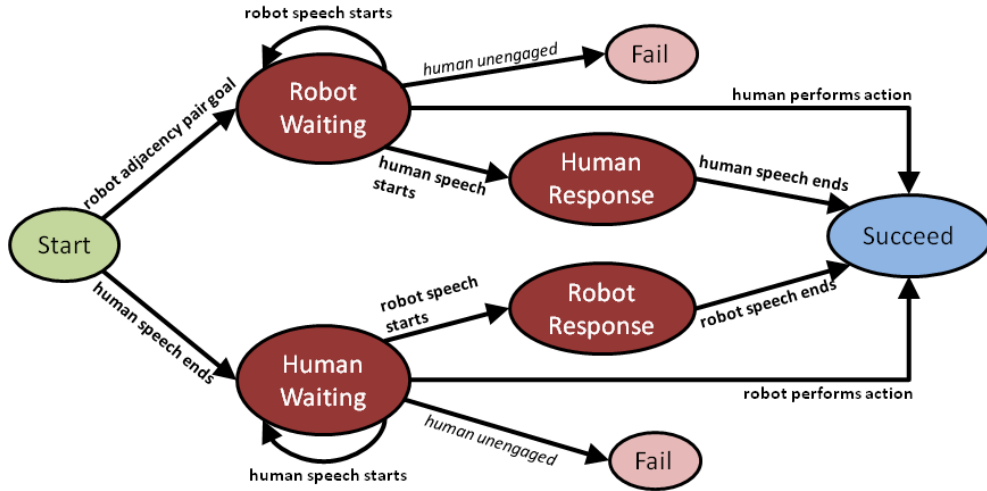 robot speech starts
human unengaged
Fail
robot adjacency pair goal
Robot
Waiting
human performs action
human speech
starts
Human
Response
human speech ends
Start
Succeed
human speech ends
robot speech
starts
Robot
Response
robot speech ends
Human
Waiting
robot performs action
human unengaged
Fail
human speech starts